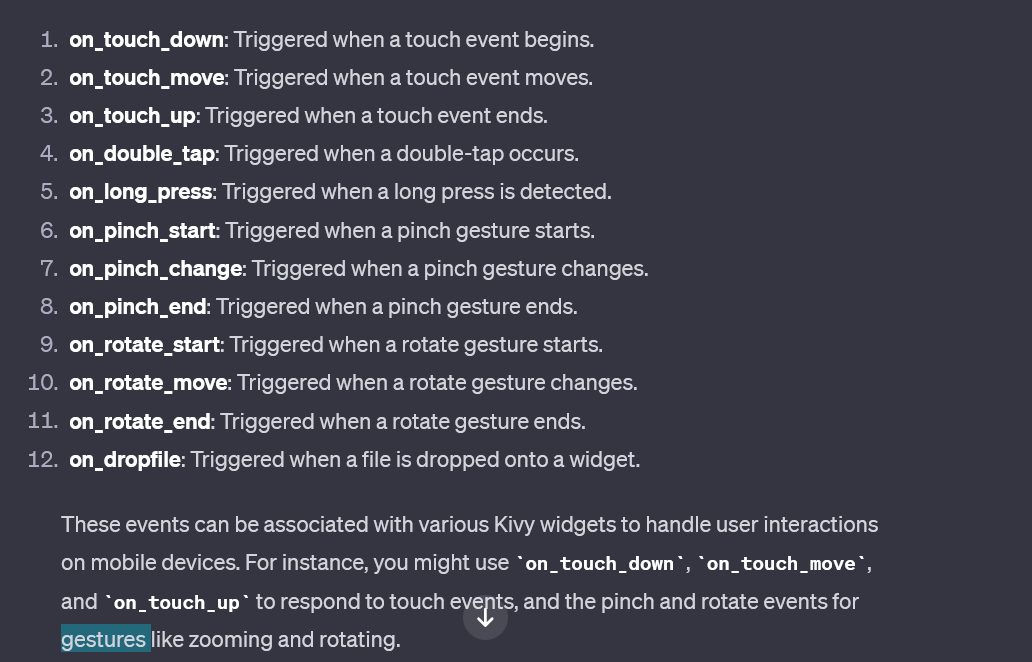 1. on_touch_down: Triggered when a touch event begins.
2. on_touch_move: Triggered when a touch event moves.
3. on_touch_up: Triggered when a touch event ends.
4. on_double_tap: Triggered when a double-tap occurs.
5. on_long_press: Triggered when a long press is detected.
6. on_pinch_start: Triggered when a pinch gesture starts.
7. on_pinch_change: Triggered when a pinch gesture changes.
8. on_pinch_end: Triggered when a pinch gesture ends.
9. on_rotate_start: Triggered when a rotate gesture starts.
10. on_rotate_move: Triggered when a rotate gesture changes.
11. on_rotate_end: Triggered when a rotate gesture ends.
12. on_dropfile: Triggered when a file is dropped onto a widget.
These events can be associated with various Kivy widgets to handle user interactions
on mobile devices. For instance, you might use `on_touch_down`, `on_touch_move`,
and `on_touch_up` to respond to touch events, and the pinch and rotate events for
gestures like zooming and rotating.